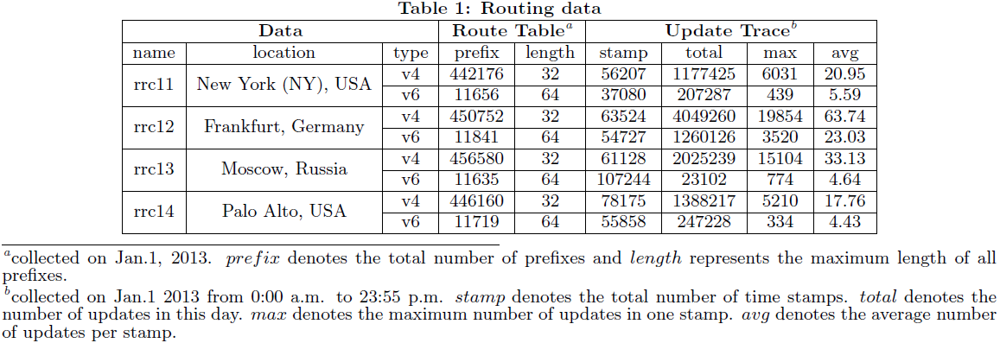 Table 1: Routing data
Data Route Table^a Update Trace^b
name location type prefix length stamp total max avg
rrc11 New York (NY), USA v4 442176 32 56207 1177425 6031 20.95
v6 11656 64 37080 207287 439 5.59
rrc12 Frankfurt, Germany v4 450752 32 63524 4049260 19854 63.74
v6 11841 64 54727 1260126 3520 23.03
rrc13 Moscow, Russia v4 456580 32 61128 2025239 15104 33.13
v6 11635 64 107244 23102 774 4.64
rrc14 Palo Alto, USA v4 446160 32 78175 1388217 5210 17.76
v6 11719 64 55858 247228 334 4.43
^a collected on Jan.1, 2013. prefix denotes the total number of prefixes and length represents the maximum length of all
prefixes.
^b collected on Jan.1 2013 from 0:00 a.m. to 23:55 p.m. stamp denotes the total number of time stamps. total denotes the
number of updates in this day. max denotes the maximum number of updates in one stamp. avg denotes the average number
of updates per stamp.